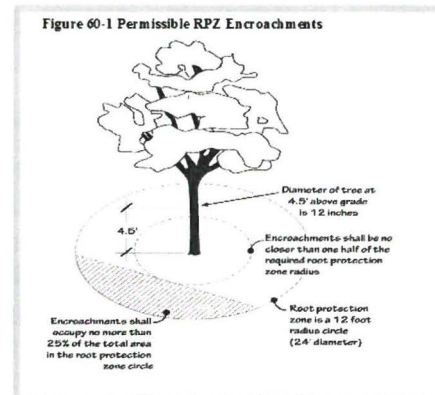 Figure 60-1 Permissible RPZ Encroachments
Diameter of tree at
4.5' above grade
is 12 inches
4.5'
Encroachments shall be no
closer than one half of the
required root protection
zone radius
Root protection
zone is a 12 foot
radius circle
(24' diameter)
Encroachments shall
occupy no more than
25% of the total area
in the root protection
zone circle